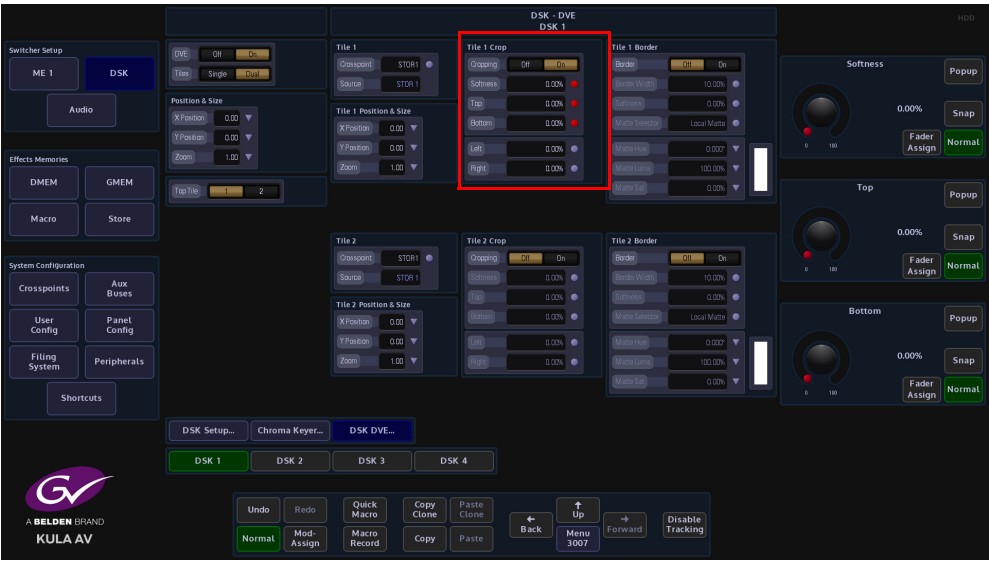 DSK - DVE
DSK 1
HDD
Switcher Setup
ME 1
DSK
Audio
Effects Memories
DMEM
GMEM
Macro
Store
System Configuration
Crosspoints
Aux
Buses
User
Config
Panel
Config
Filing
System
Peripherals
Shortcuts
DVE Off On
Tiles Single Dual
Position & Size
X Position 0.00
Y Position 0.00
Zoom 1.00
Top Tile 1 2
Tile 1
Crosspoint STOR1
Source STOR 1
Tile 1 Position & Size
X Position 0.00
Y Position 0.00
Zoom 1.00
Tile 1 Crop
Cropping Off On
Softness 0.00%
Top 0.00%
Bottom 0.00%
Left 0.00%
Right 0.00%
Tile 1 Border
Border Off On
Border Width 10.00%
Softness 0.00%
Matte Selector Local Matte
Matte Hue 0.000°
Matte Luma 100.00%
Matte Sat 0.00%
Tile 2
Crosspoint STOR1
Source STOR 1
Tile 2 Position & Size
X Position 0.00
Y Position 0.00
Zoom 1.00
Tile 2 Crop
Cropping Off On
Softness 0.00%
Top 0.00%
Bottom 0.00%
Left 0.00%
Right 0.00%
Tile 2 Border
Border Off On
Border Width 10.00%
Softness 0.00%
Matte Selector Local Matte
Matte Hue 0.000°
Matte Luma 100.00%
Matte Sat 0.00%
Softness
Popup
0.00%
Snap
0 100
Fader
Assign
Normal
Top
Popup
0.00%
Snap
0 100
Fader
Assign
Normal
Bottom
Popup
0.00%
Snap
0 100
Fader
Assign
Normal
DSK Setup...
Chroma Keyer...
DSK DVE...
DSK 1
DSK 2
DSK 3
DSK 4
GV
A BELDEN BRAND
KULA AV
Undo
Redo
Quick
Macro
Copy
Clone
Paste
Clone
Up
Back
Forward
Disable
Tracking
Normal
Mod-
Assign
Macro
Record
Copy
Paste
Menu
3007